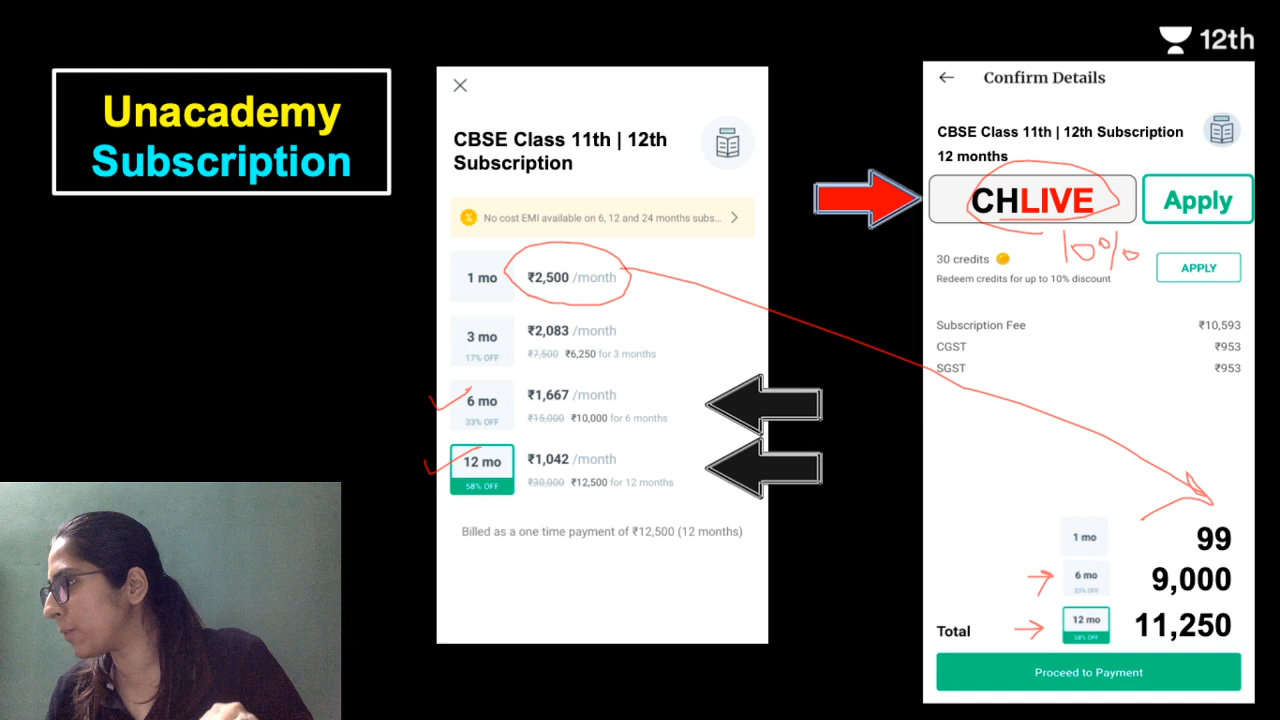 12th
Unacademy
Subscription
CBSE Class 11th | 12th
Subscription
No cost EMI available on 6, 12 and 24 months subs...
1 mo
₹2,500 /month
3 mo
17% OFF
₹2,083 /month
₹7,500 ₹6,250 for 3 months
6 mo
33% OFF
₹1,667 /month
₹15,000 ₹10,000 for 6 months
12 mo
58% OFF
₹1,042 /month
₹30,000 ₹12,500 for 12 months
Billed as a one time payment of ₹12,500 (12 months)
Confirm Details
CBSE Class 11th | 12th Subscription
12 months
CHLIVE
Apply
10%
30 credits
Redeem credits for up to 10% discount
APPLY
Subscription Fee ₹10,593
CGST ₹953
SGST ₹953
1 mo 99
6 mo 9,000
33% OFF
Total 12 mo 11,250
58% OFF
Proceed to Payment